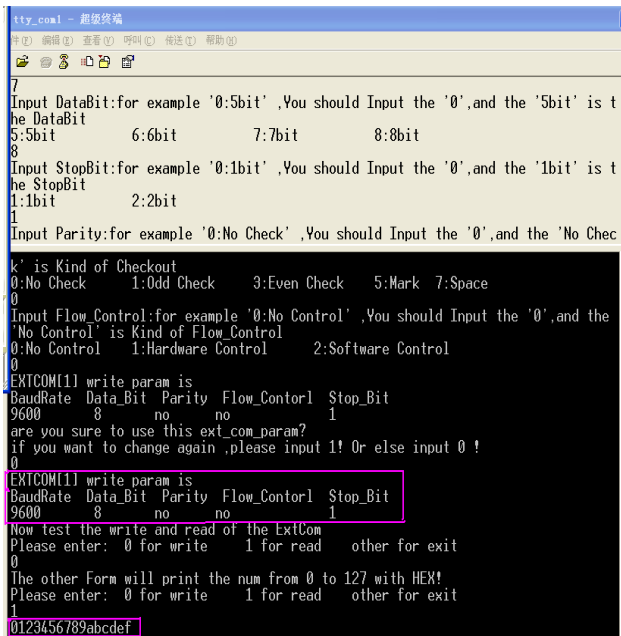 tty_com1 - 超级终端
件(F) 编辑(E) 查看(V) 呼叫(C) 传送(T) 帮助(H)
7
Input DataBit:for example '0:5bit' ,You should Input the '0',and the '5bit' is t
he DataBit
5:5bit 6:6bit 7:7bit 8:8bit
8
Input StopBit:for example '0:1bit' ,You should Input the '0',and the '1bit' is t
he StopBit
1:1bit 2:2bit
1
Input Parity:for example '0:No Check' ,You should Input the '0',and the 'No Chec
k' is Kind of Checkout
0:No Check 1:Odd Check 3:Even Check 5:Mark 7:Space
0
Input Flow_Control:for example '0:No Control' ,You should Input the '0',and the
'No Control' is Kind of Flow_Control
0:No Control 1:Hardware Control 2:Software Control
0
EXTCOM[1] write param is
BaudRate Data_Bit Parity Flow_Contorl Stop_Bit
9600 8 no no 1
are you sure to use this ext_com_param?
if you want to change again ,please input 1! Or else input 0 !
0
EXTCOM[1] write param is
BaudRate Data_Bit Parity Flow_Contorl Stop_Bit
9600 8 no no 1
Now test the write and read of the ExtCom
Please enter: 0 for write 1 for read other for exit
0
The other Form will print the num from 0 to 127 with HEX!
Please enter: 0 for write 1 for read other for exit
1
0123456789abcdef